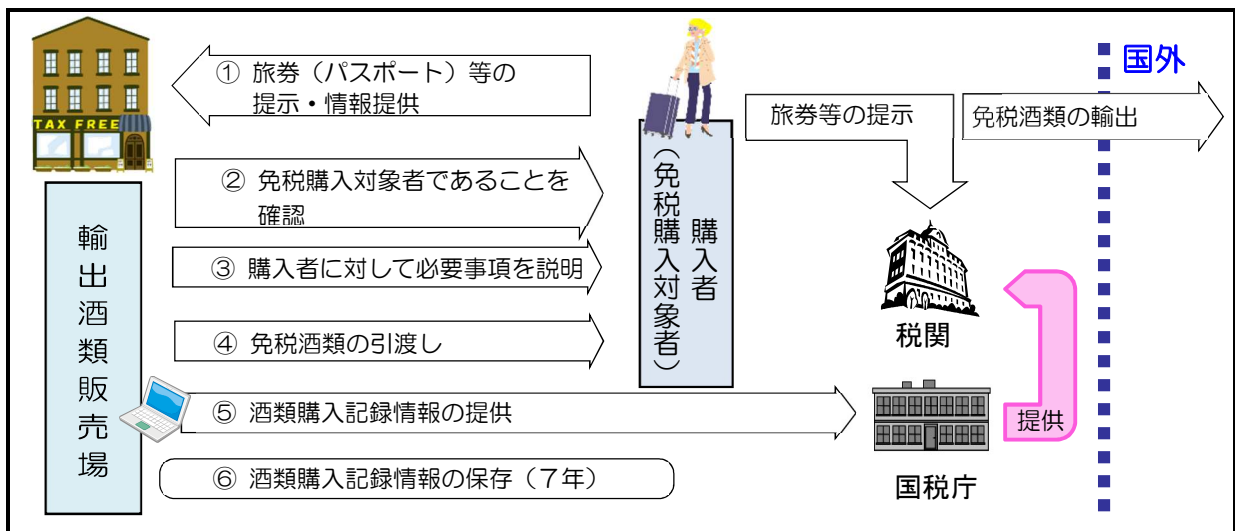 TAX FREE
① 旅券（パスポート）等の
提示・情報提供
② 免税購入対象者であることを
確認
③ 購入者に対して必要事項を説明
④ 免税酒類の引渡し
⑤ 酒類購入記録情報の提供
⑥ 酒類購入記録情報の保存（７年）
輸出酒類販売場
購入者
（免税購入対象者）
旅券等の提示
免税酒類の輸出
国外
税関
提供
国税庁